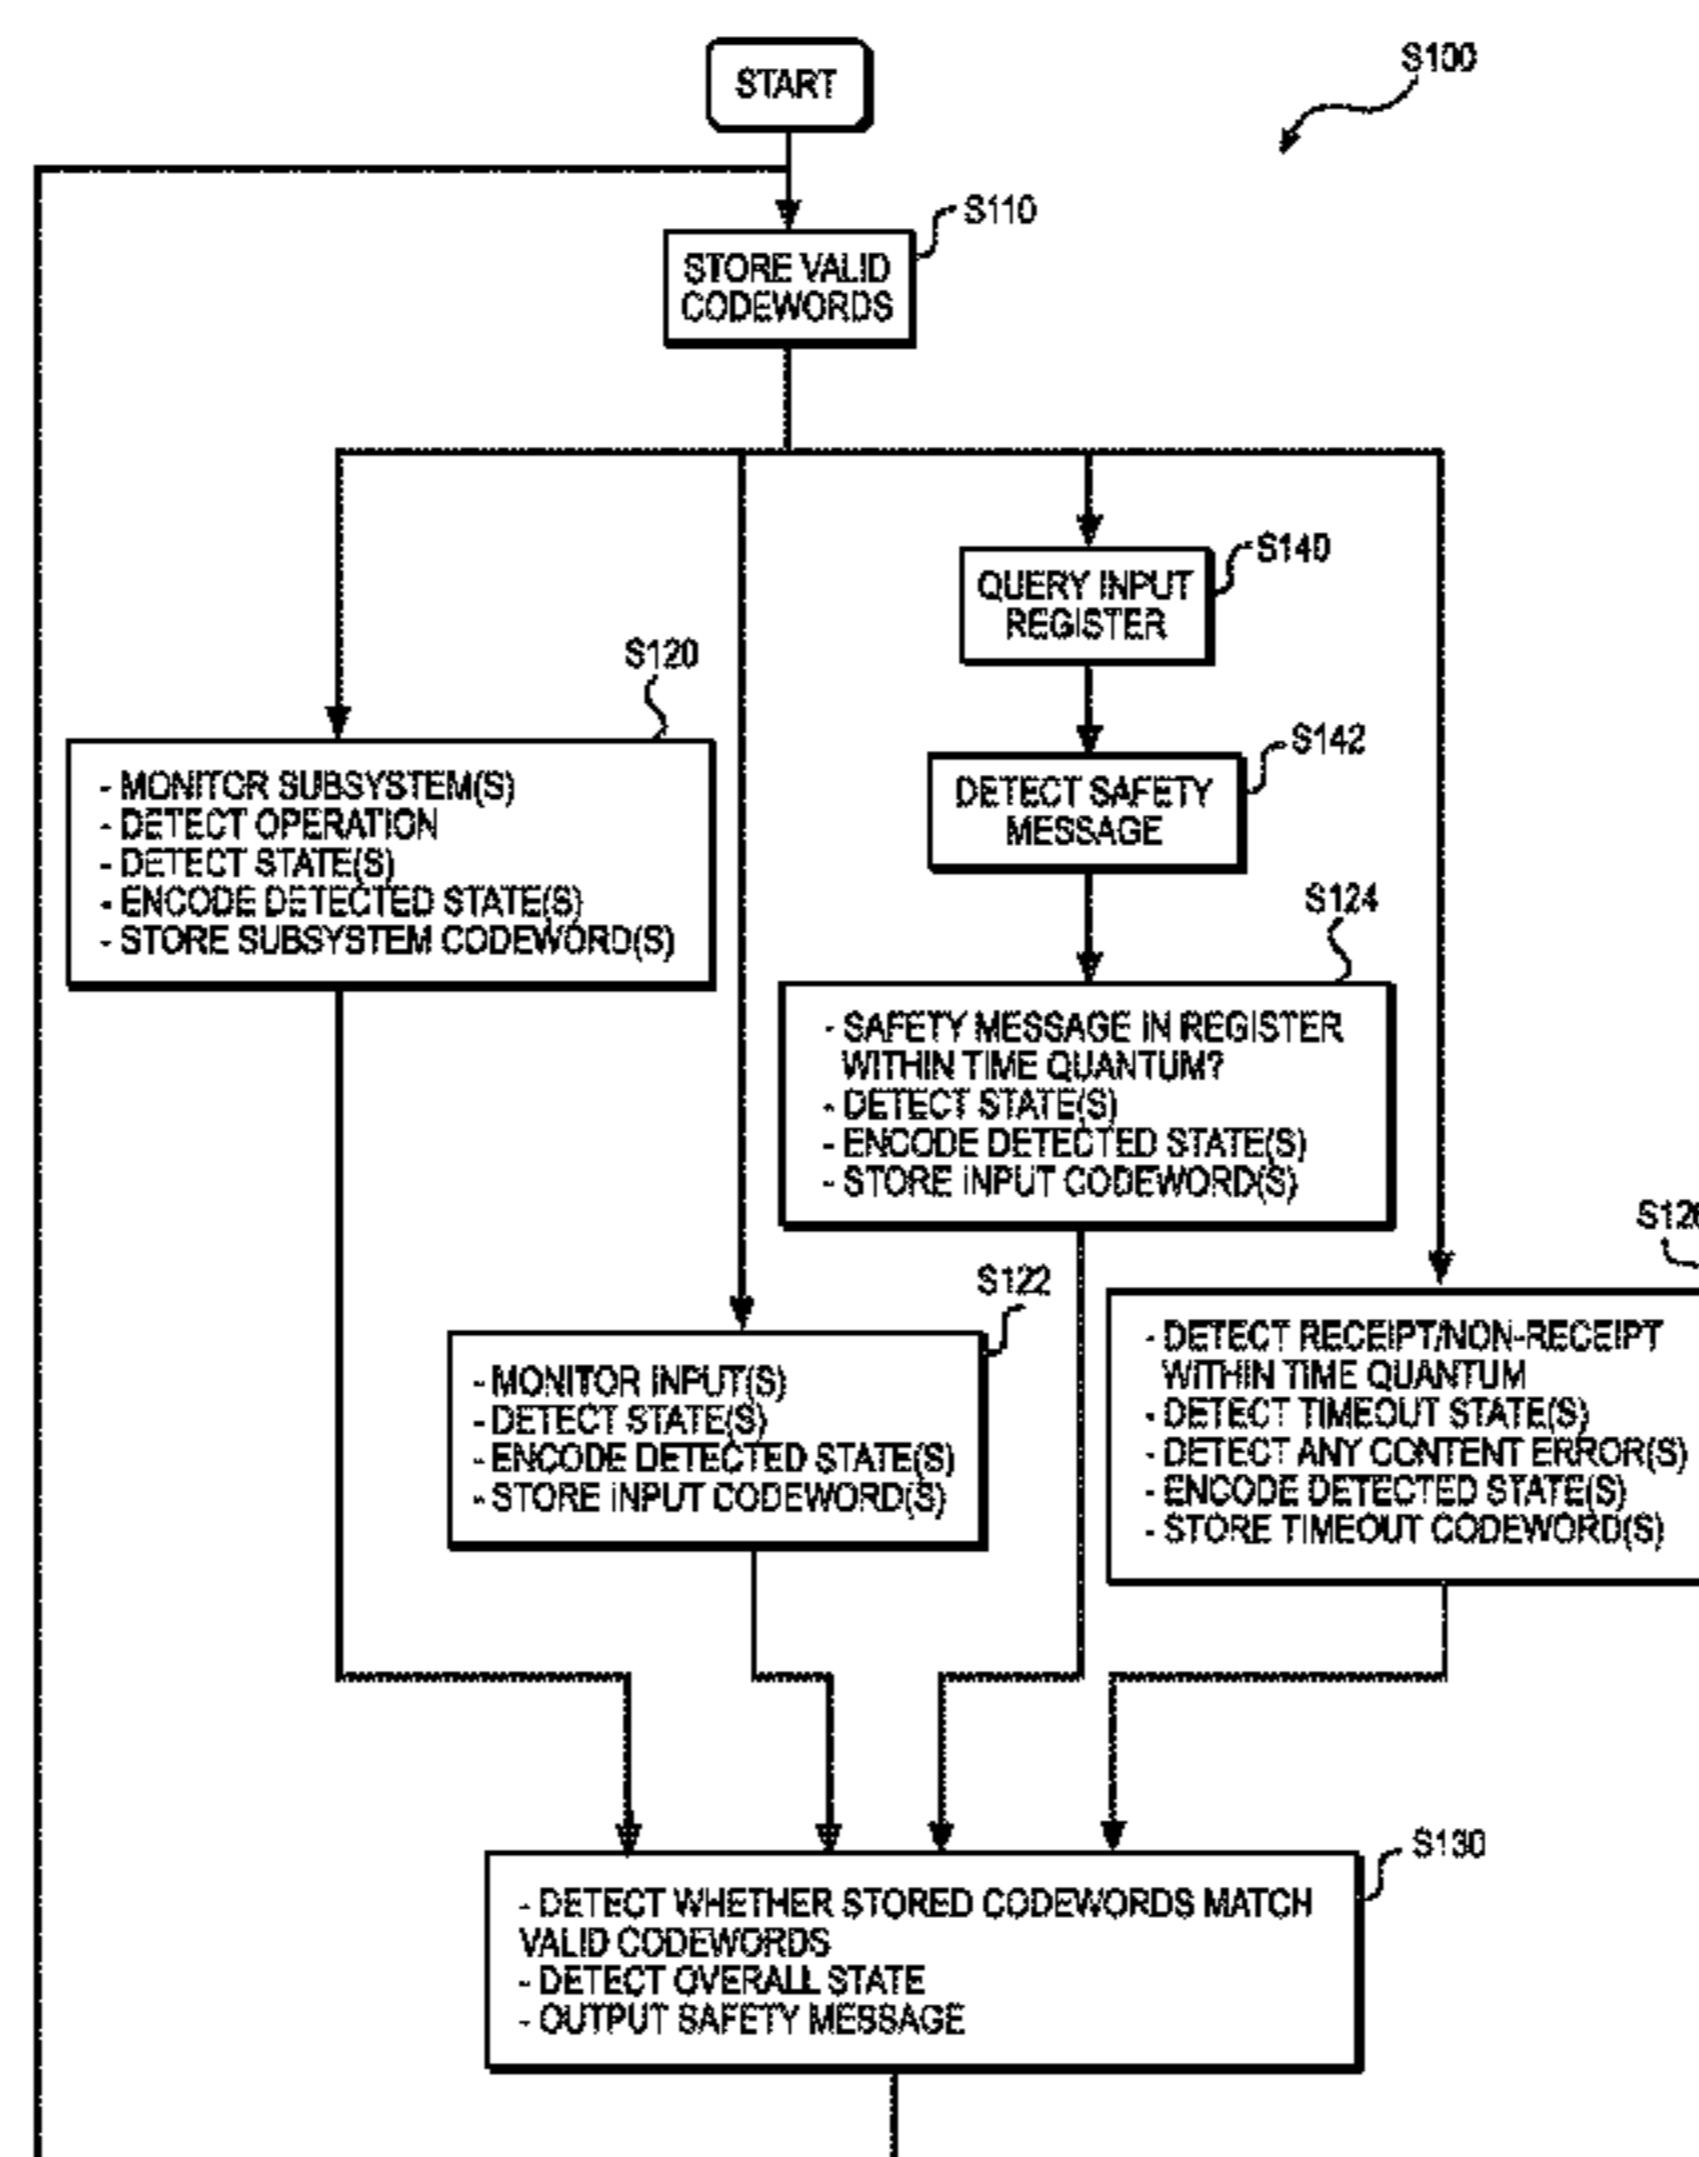 START
S100
S110
STORE VALID
CODEWORDS
S140
QUERY INPUT
REGISTER
S120
- MONITOR SUBSYSTEM(S)
- DETECT OPERATION
- DETECT STATE(S)
- ENCODE DETECTED STATE(S)
- STORE SUBSYSTEM CODEWORD(S)
S142
DETECT SAFETY
MESSAGE
S124
- SAFETY MESSAGE IN REGISTER
WITHIN TIME QUANTUM?
- DETECT STATE(S)
- ENCODE DETECTED STATE(S)
- STORE INPUT CODEWORD(S)
S122
- MONITOR INPUT(S)
- DETECT STATE(S)
- ENCODE DETECTED STATE(S)
- STORE INPUT CODEWORD(S)
- DETECT RECEIPT/NON-RECEIPT
WITHIN TIME QUANTUM
- DETECT TIMEOUT STATE(S)
- DETECT ANY CONTENT ERROR(S)
- ENCODE DETECTED STATE(S)
- STORE TIMEOUT CODEWORD(S)
S130
- DETECT WHETHER STORED CODEWORDS MATCH
VALID CODEWORDS
- DETECT OVERALL STATE
- OUTPUT SAFETY MESSAGE